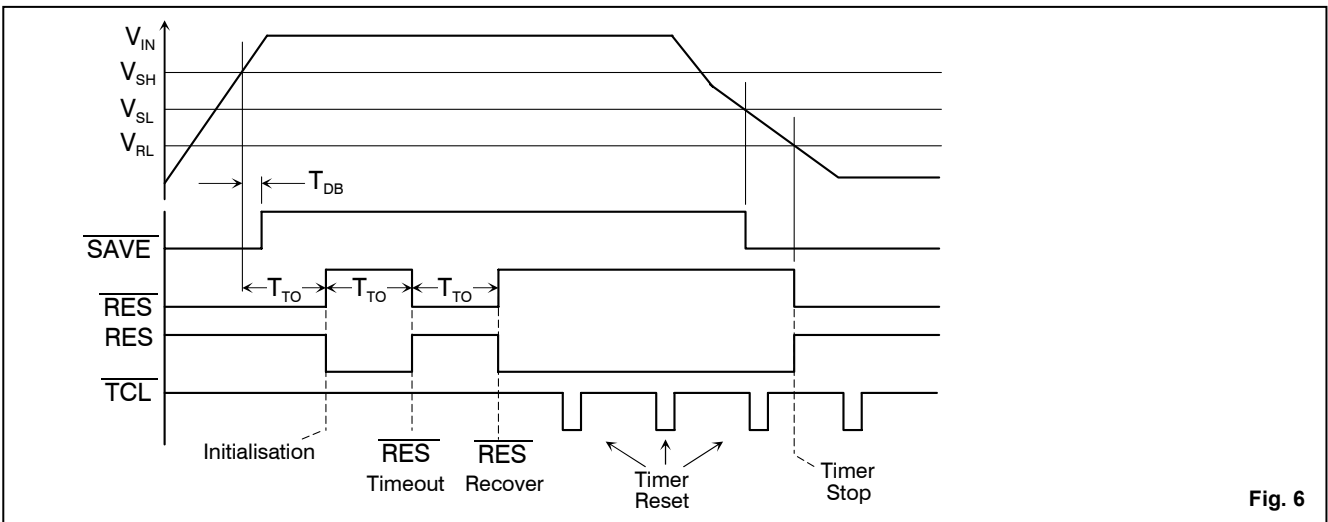 V_IN
V_SH
V_SL
V_RL
T_DB
SAVE
T_TO T_TO T_TO
RES
RES
TCL
Initialisation
RES
Timeout
RES
Recover
Timer
Reset
Timer
Stop
Fig. 6